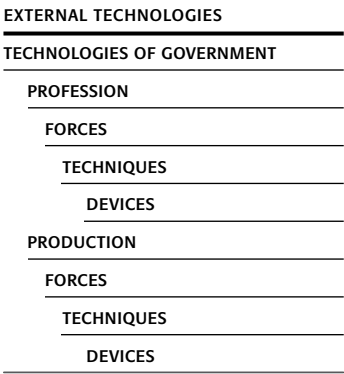 EXTERNAL TECHNOLOGIES
TECHNOLOGIES OF GOVERNMENT
PROFESSION
FORCES
TECHNIQUES
DEVICES
PRODUCTION
FORCES
TECHNIQUES
DEVICES